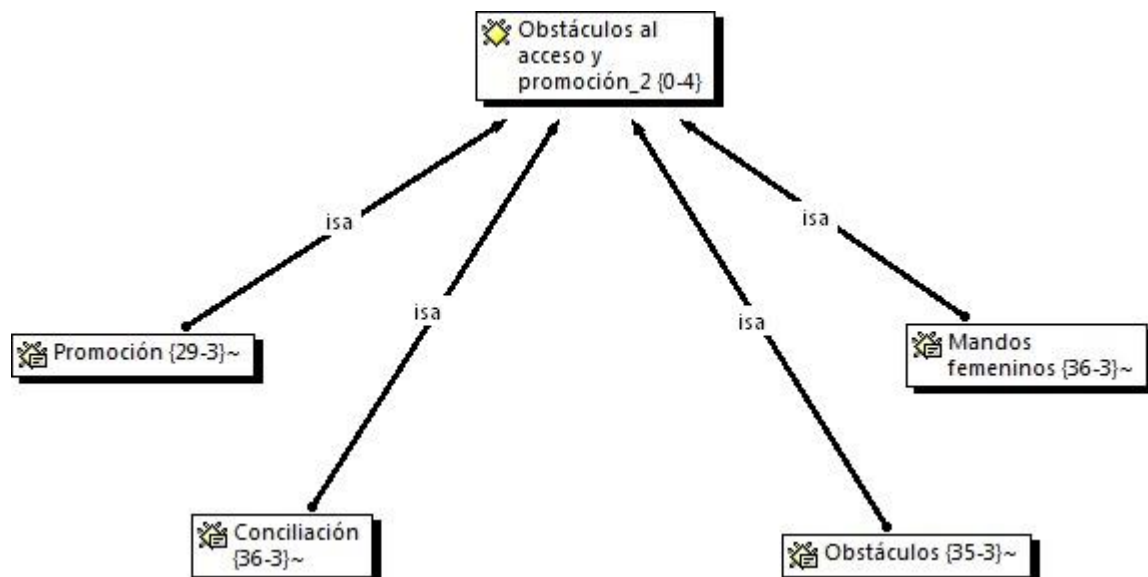 Obstáculos al
acceso y
promoción_2 {0-4}
isa
isa
isa
isa
Promoción {29-3}~
Mandos
femeninos {36-3}~
Conciliación
{36-3}~
Obstáculos {35-3}~